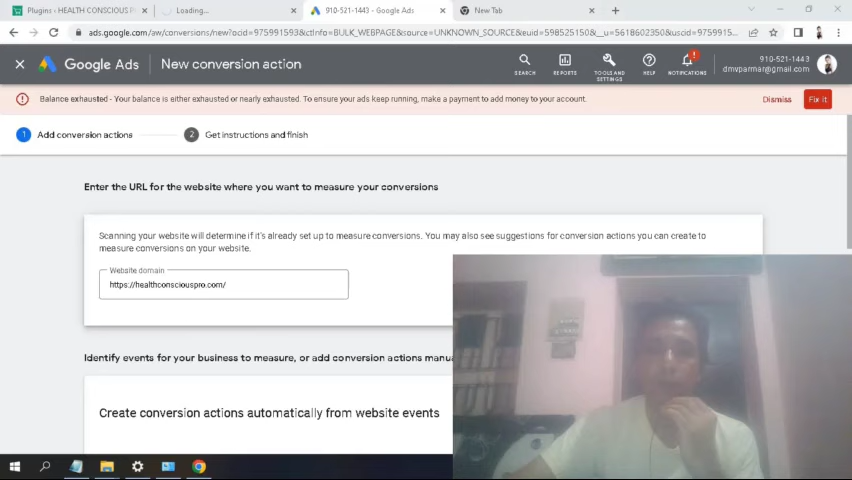 Plugins ‹ HEALTH CONSCIOUS P
Loading...
910-521-1443 - Google Ads
New Tab
ads.google.com/aw/conversions/new?ocid=975991593&ctInfo=BULK_WEBPAGE&source=UNKNOWN_SOURCE&euid=598525150&__u=5618602350&uscid=9759915...
Google Ads
New conversion action
SEARCH
REPORTS
TOOLS AND SETTINGS
HELP
NOTIFICATIONS
910-521-1443
dmvparmar@gmail.com
Balance exhausted - Your balance is either exhausted or nearly exhausted. To ensure your ads keep running, make a payment to add money to your account.
Dismiss
Fix it
1 Add conversion actions
2 Get instructions and finish
Enter the URL for the website where you want to measure your conversions
Scanning your website will determine if it's already set up to measure conversions. You may also see suggestions for conversion actions you can create to
measure conversions on your website.
Website domain
https://healthconsciouspro.com/
Identify events for your business to measure, or add conversion actions manu
Create conversion actions automatically from website events